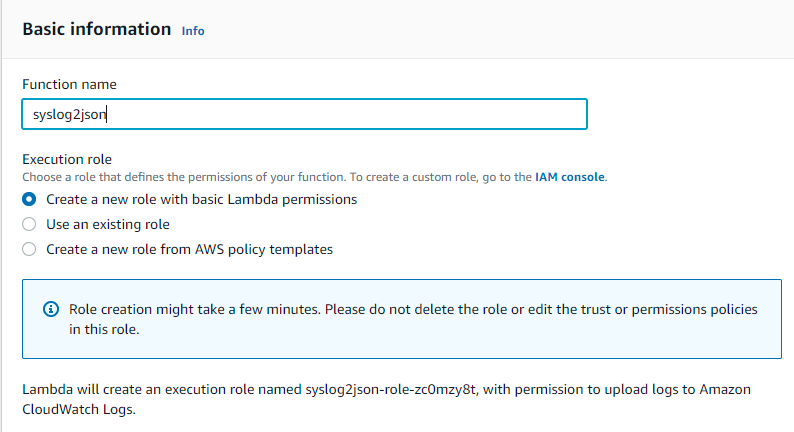 Basic information Info
Function name
syslog2json
Execution role
Choose a role that defines the permissions of your function. To create a custom role, go to the IAM console.
Create a new role with basic Lambda permissions
Use an existing role
Create a new role from AWS policy templates
Role creation might take a few minutes. Please do not delete the role or edit the trust or permissions policies
in this role.
Lambda will create an execution role named syslog2json-role-zc0mzy8t, with permission to upload logs to Amazon
CloudWatch Logs.